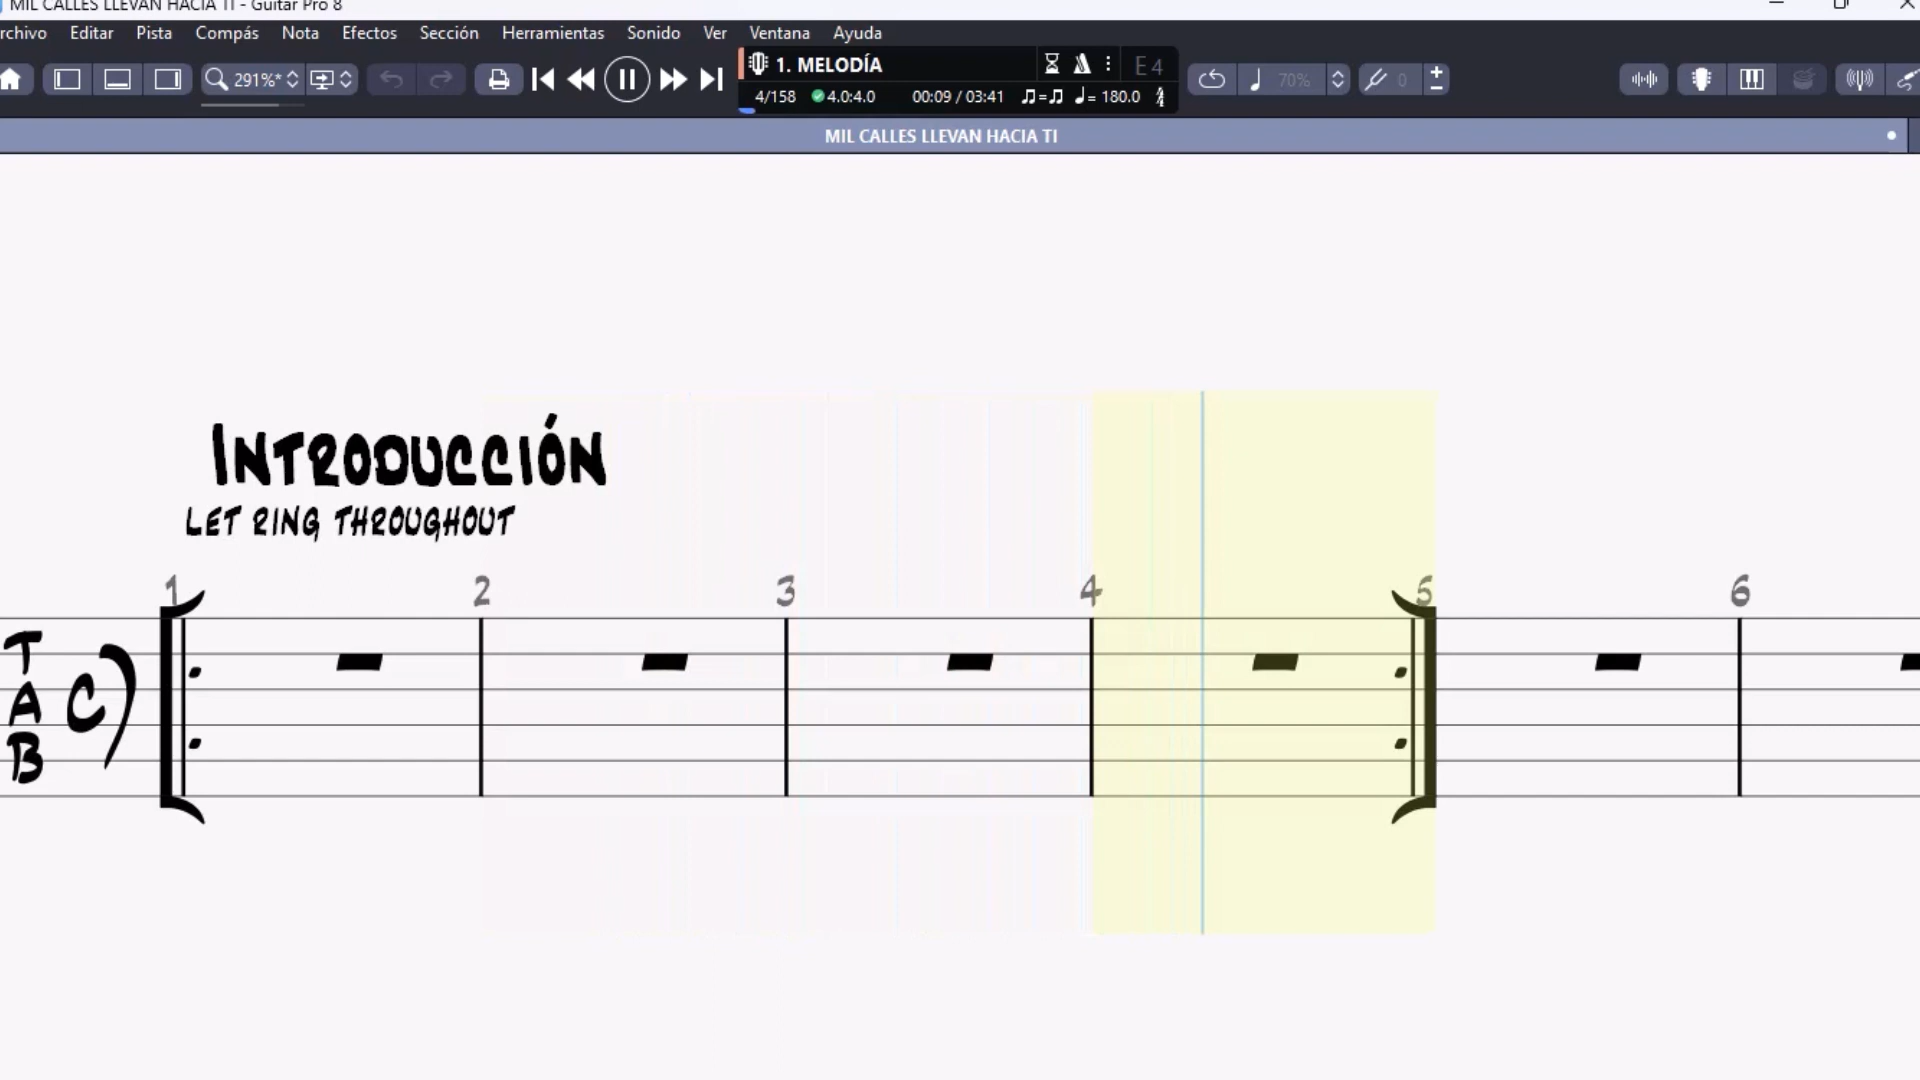 MIL CALLES LLEVAN HACIA TI - Guitar Pro 8
rchivo Editar Pista Compás Nota Efectos Sección Herramientas Sonido Ver Ventana Ayuda
291%* 1. MELODÍA E4 70% 0
4/158 4.0:4.0 00:09 / 03:41 = 180.0
MIL CALLES LLEVAN HACIA TI
INTRODUCCIÓN
LET RING THROUGHOUT
1 2 3 4 5 6
T
A
B
C